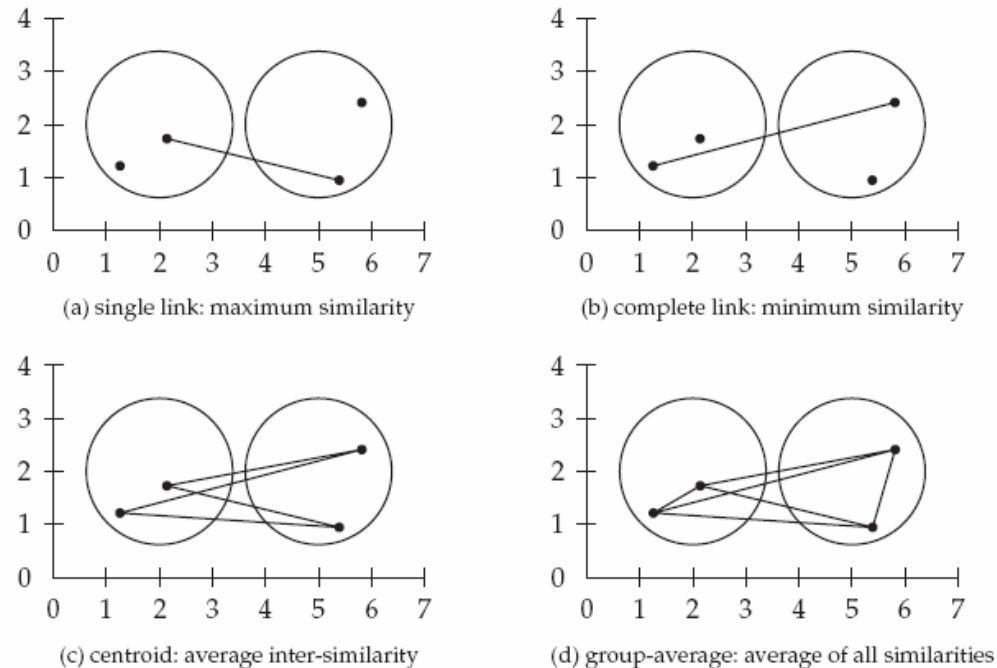 4
3
2
1
0
0 1 2 3 4 5 6 7
(a) single link: maximum similarity
4
3
2
1
0
0 1 2 3 4 5 6 7
(b) complete link: minimum similarity
4
3
2
1
0
0 1 2 3 4 5 6 7
(c) centroid: average inter-similarity
4
3
2
1
0
0 1 2 3 4 5 6 7
(d) group-average: average of all similarities